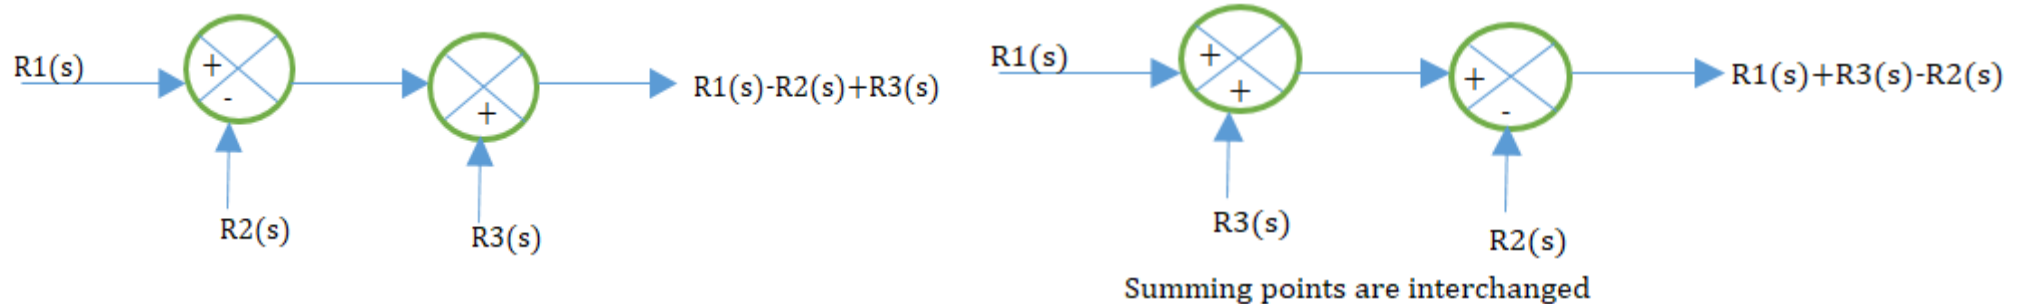 R1(s)
+
-
R2(s)
+
R3(s)
R1(s)-R2(s)+R3(s)
R1(s)
+
+
R3(s)
+
-
R2(s)
R1(s)+R3(s)-R2(s)
Summing points are interchanged